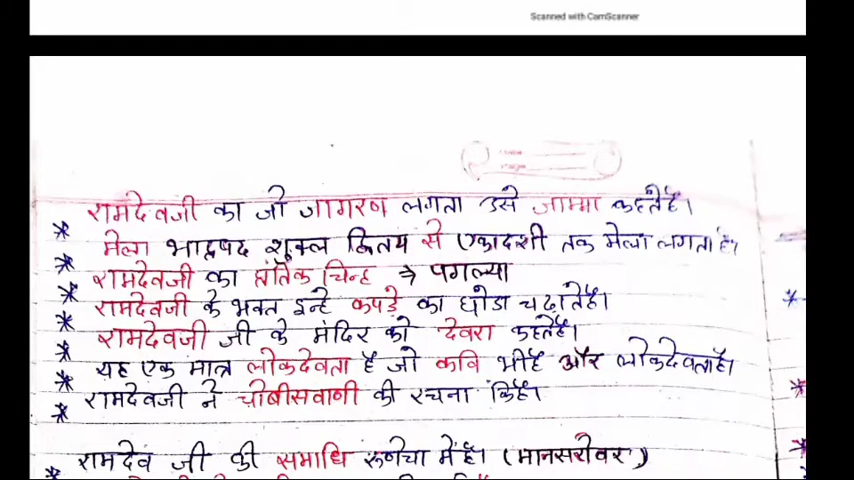 Scanned with CamScanner
रामदेवजी का जो जागरण लगता उसे जाम्मा कहतेहै।
* मेला भाद्रपद शुक्ल द्वितय से एकादशी तक मेला लगता है।
* रामदेवजी का प्रतिक चिन्ह → पगल्या
* रामदेवजी के भक्त इन्हे कपड़े का घोडा चढ़ातेहै।
* रामदेवजी जी के मंदिर को देवरा कहतेहै।
* यह एक मात्र लोकदेवता है जो कवि भीहै और लोकदेवताहै।
* रामदेवजी ने चोबीसवाणी की रचना किहै।
*
* रामदेव जी की समाधि रूणेचा मेंहै। (मानसरोवर)